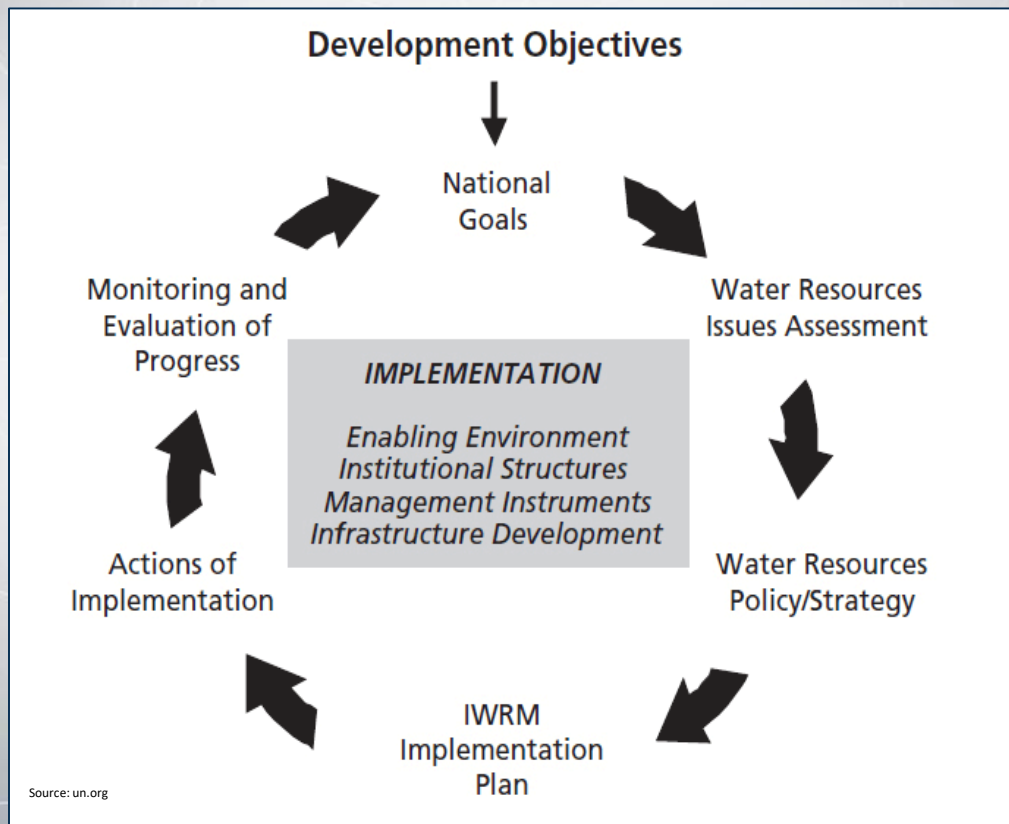 Development Objectives
National
Goals
Water Resources
Issues Assessment
Water Resources
Policy/Strategy
IWRM
Implementation
Plan
Actions of
Implementation
Monitoring and
Evaluation of
Progress
IMPLEMENTATION
Enabling Environment
Institutional Structures
Management Instruments
Infrastructure Development
Source: un.org